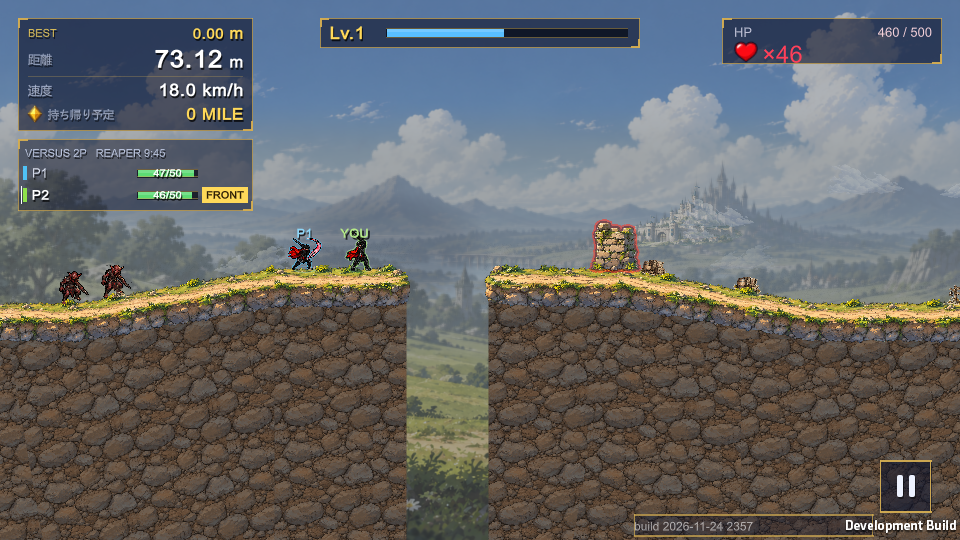 BEST 0.00 m
距離 73.12 m
速度 18.0 km/h
持ち帰り予定 0 MILE
Lv.1
HP 460 / 500
×46
VERSUS 2P REAPER 9:45
P1 47/50
P2 46/50 FRONT
P1 YOU
build 2026-11-24 2357
Development Build